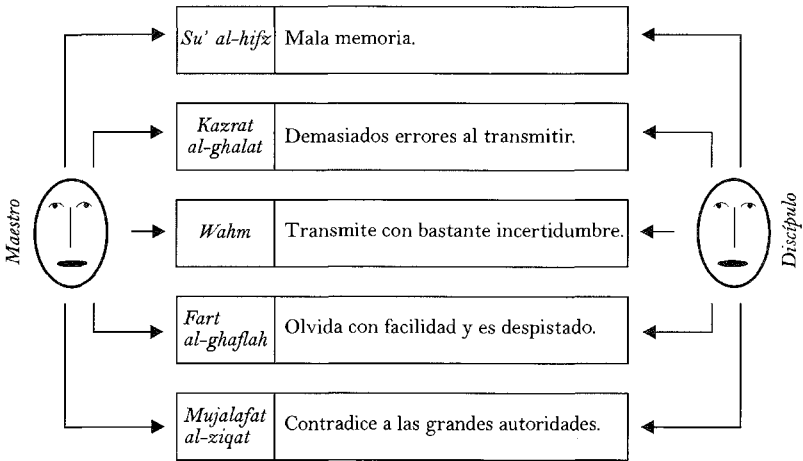 Su' al-hifz Mala memoria.
Kazrat
al-ghalat
Demasiados errores al transmitir.
Maestro
Wahm Transmite con bastante incertidumbre.
Discípulo
Fart
al-ghaflah
Olvida con facilidad y es despistado.
Mujalafat
al-ziqat
Contradice a las grandes autoridades.